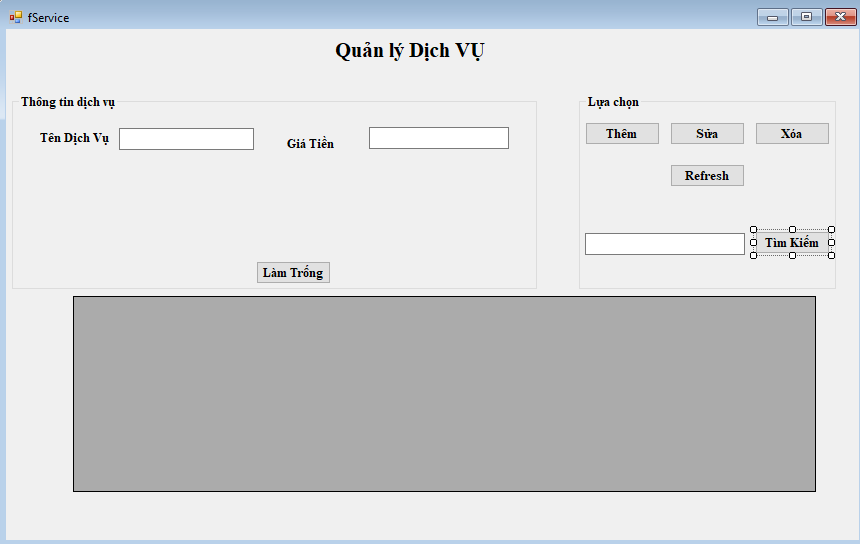 fService
Quản lý Dịch VỤ
Thông tin dịch vụ
Tên Dịch Vụ
Giá Tiền
Làm Trống
Lựa chọn
Thêm Sửa Xóa
Refresh
Tìm Kiếm